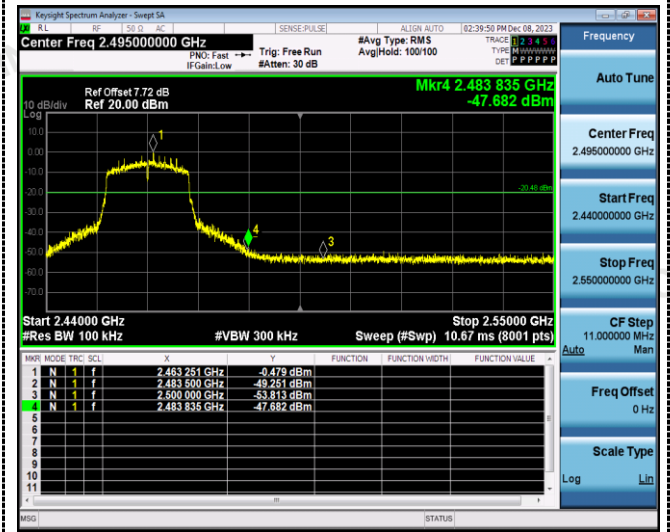 Keysight Spectrum Analyzer - Swept SA
RL RF 50 Ω AC SENSE:PULSE ALIGN AUTO 02:39:50 PM Dec 08, 2023
Center Freq 2.495000000 GHz
PNO: Fast
IFGain:Low
Trig: Free Run
#Atten: 30 dB
#Avg Type: RMS
Avg|Hold: 100/100
TRACE 1 2 3 4 5 6
TYPE M W W W W W
DET P P P P P P
Frequency
Auto Tune
Center Freq
2.495000000 GHz
Start Freq
2.440000000 GHz
Stop Freq
2.550000000 GHz
CF Step
11.000000 MHz
Auto Man
Freq Offset
0 Hz
Scale Type
Log Lin
Mkr4 2.483 835 GHz
-47.682 dBm
Ref Offset 7.72 dB
10 dB/div Ref 20.00 dBm
Log
10.0
0.00
-10.0
-20.0
-30.0
-40.0
-50.0
-60.0
-70.0
1
4
3
-20.48 dBm
Start 2.44000 GHz Stop 2.55000 GHz
#Res BW 100 kHz #VBW 300 kHz Sweep (#Swp) 10.67 ms (8001 pts)
MKR MODE TRC SCL X Y FUNCTION FUNCTION WIDTH FUNCTION VALUE
1 N 1 f 2.463 251 GHz -0.479 dBm
2 N 1 f 2.483 500 GHz -49.251 dBm
3 N 1 f 2.500 000 GHz -53.813 dBm
4 N 1 f 2.483 835 GHz -47.682 dBm
5
6
7
8
9
10
11
MSG STATUS